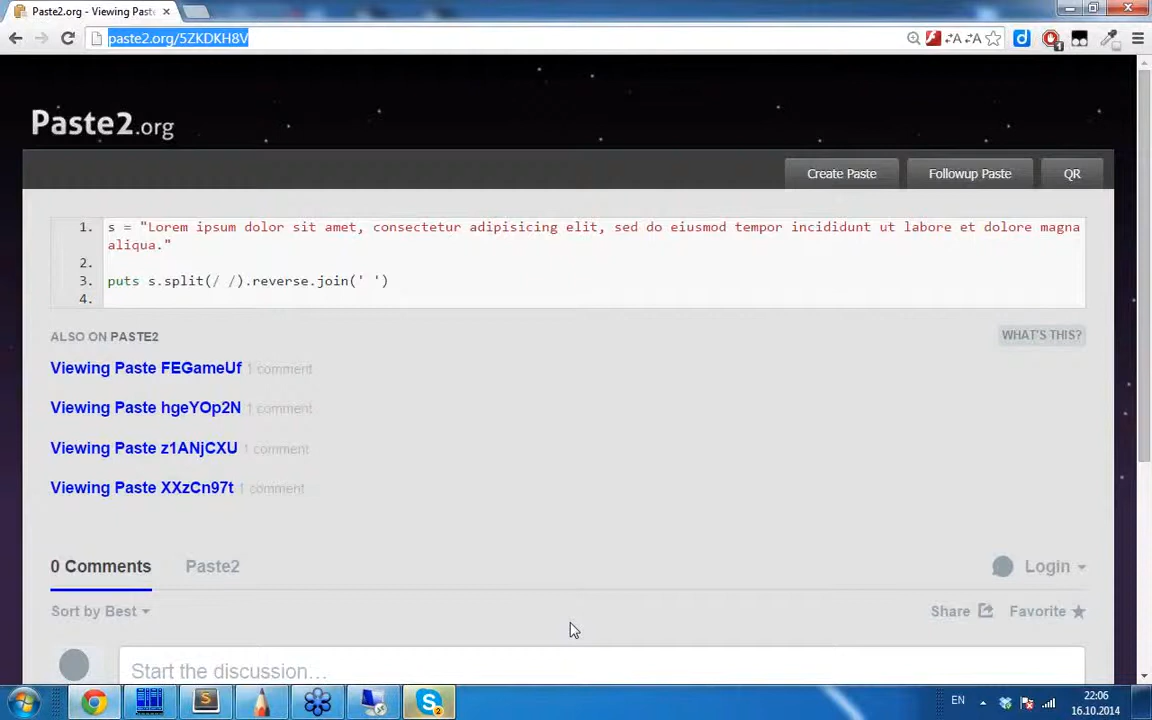 Paste2.org - Viewing Past
paste2.org/5ZKDKH8V
Paste2.org
Create Paste
Followup Paste
QR
1. s = "Lorem ipsum dolor sit amet, consectetur adipisicing elit, sed do eiusmod tempor incididunt ut labore et dolore magna
aliqua."
2.
3. puts s.split(/ /).reverse.join(' ')
4.
ALSO ON PASTE2
WHAT'S THIS?
Viewing Paste FEGameUf 1 comment
Viewing Paste hgeYOp2N 1 comment
Viewing Paste z1ANjCXU 1 comment
Viewing Paste XXzCn97t 1 comment
0 Comments
Paste2
Login
Sort by Best
Share
Favorite
Start the discussion...
EN
22:06
16.10.2014